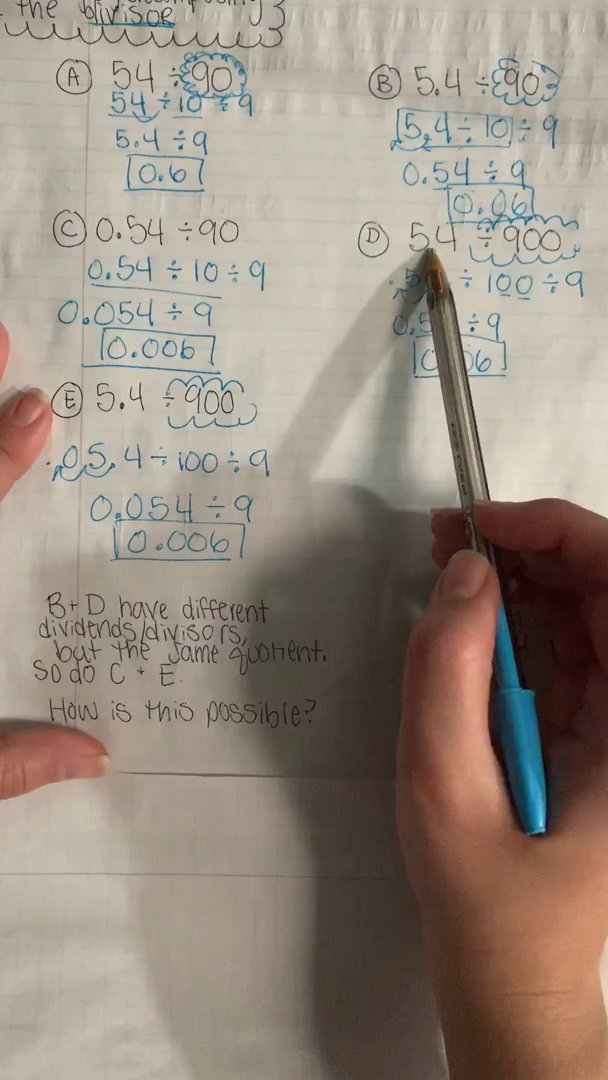 the DIVISOR
Ⓐ 54 ÷ 90
54 ÷ 10 ÷ 9
5.4 ÷ 9
0.6
Ⓑ 5.4 ÷ 90
5.4 ÷ 10 ÷ 9
0.54 ÷ 9
0.06
Ⓒ 0.54 ÷ 90
0.54 ÷ 10 ÷ 9
0.054 ÷ 9
0.006
Ⓓ 54 ÷ 900
÷ 100 ÷ 9
÷ 9
Ⓔ 5.4 ÷ 900
.05.4 ÷ 100 ÷ 9
0.054 ÷ 9
0.006
B+D have different
dividends/divisors,
but the same quotient.
So do C + E.
How is this possible?